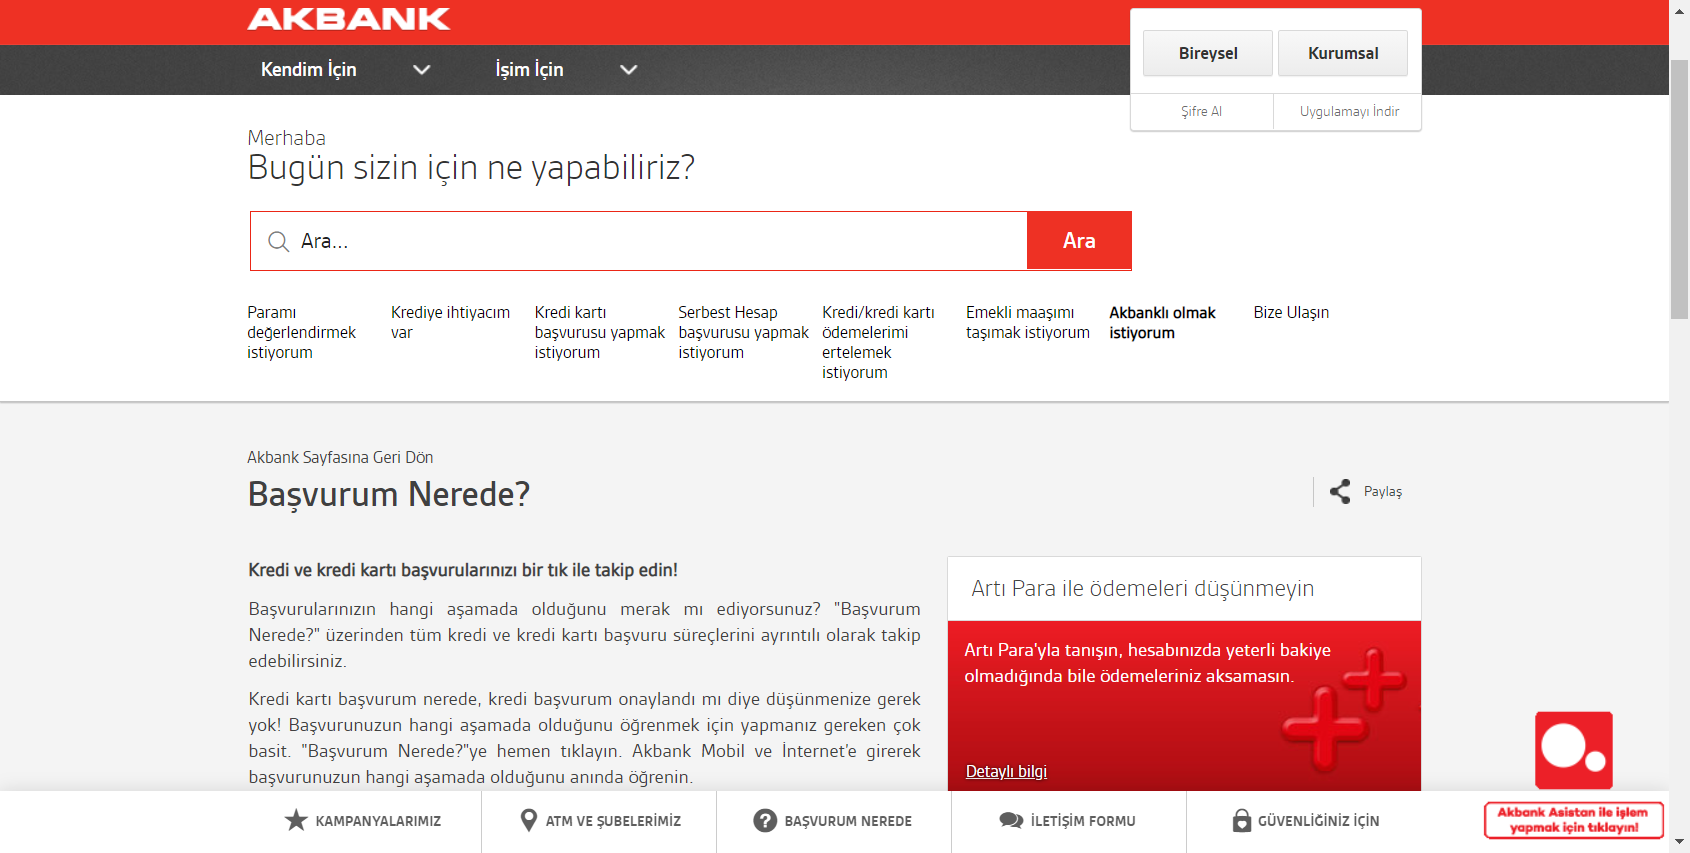 AKBANK
Kendim İçin
İşim İçin
Bireysel
Kurumsal
Şifre Al
Uygulamayı İndir
Merhaba
Bugün sizin için ne yapabiliriz?
Ara...
Ara
Paramı
değerlendirmek
istiyorum
Krediye ihtiyacım
var
Kredi kartı
başvurusu yapmak
istiyorum
Serbest Hesap
başvurusu yapmak
istiyorum
Kredi/kredi kartı
ödemelerimi
ertelemek
istiyorum
Emekli maaşımı
taşımak istiyorum
Akbanklı olmak
istiyorum
Bize Ulaşın
Akbank Sayfasına Geri Dön
Başvurum Nerede?
Paylaş
Kredi ve kredi kartı başvurularınızı bir tık ile takip edin!
Başvurularınızın hangi aşamada olduğunu merak mı ediyorsunuz? "Başvurum
Nerede?" üzerinden tüm kredi ve kredi kartı başvuru süreçlerini ayrıntılı olarak takip
edebilirsiniz.
Kredi kartı başvurum nerede, kredi başvurum onaylandı mı diye düşünmenize gerek
yok! Başvurunuzun hangi aşamada olduğunu öğrenmek için yapmanız gereken çok
basit. "Başvurum Nerede?"ye hemen tıklayın. Akbank Mobil ve İnternet'e girerek
başvurunuzun hangi aşamada olduğunu anında öğrenin.
Artı Para ile ödemeleri düşünmeyin
Artı Para'yla tanışın, hesabınızda yeterli bakiye
olmadığında bile ödemeleriniz aksamasın.
Detaylı bilgi
KAMPANYALARIMIZ
ATM VE ŞUBELERİMİZ
BAŞVURUM NEREDE
İLETİŞİM FORMU
GÜVENLİĞİNİZ İÇİN
Akbank Asistan ile işlem
yapmak için tıklayın!